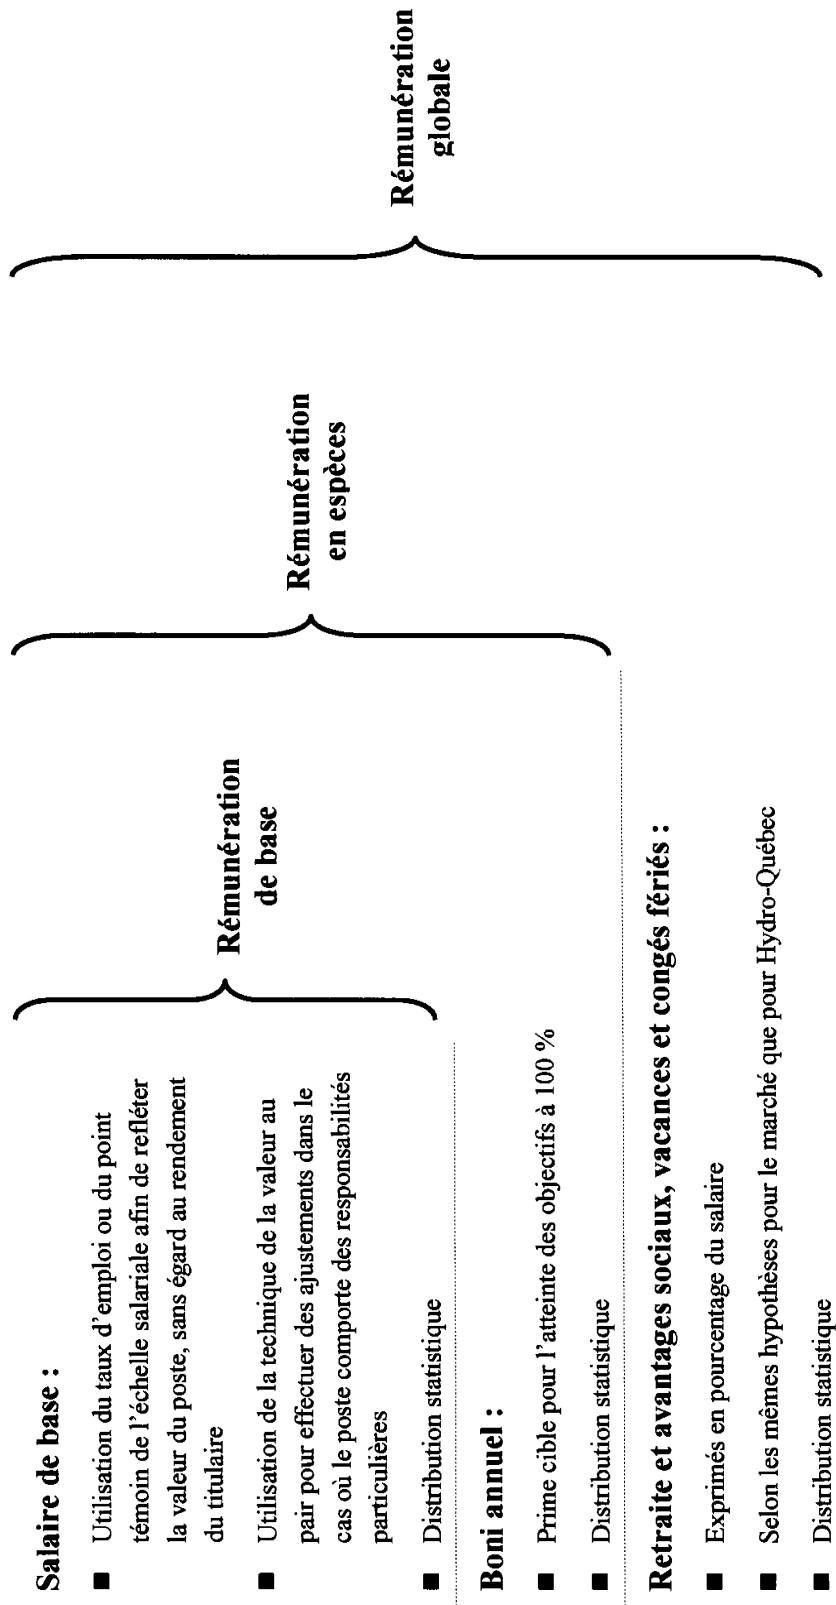 Salaire de base :
■ Utilisation du taux d'emploi ou du point
témoin de l'échelle salariale afin de refléter
la valeur du poste, sans égard au rendement
du titulaire
■ Utilisation de la technique de la valeur au
pair pour effectuer des ajustements dans le
cas où le poste comporte des responsabilités
particulières
■ Distribution statistique
Rémunération
de base
Boni annuel :
■ Prime cible pour l'atteinte des objectifs à 100 %
■ Distribution statistique
Rémunération
en espèces
Retraite et avantages sociaux, vacances et congés fériés :
■ Exprimés en pourcentage du salaire
■ Selon les mêmes hypothèses pour le marché que pour Hydro-Québec
■ Distribution statistique
Rémunération
globale